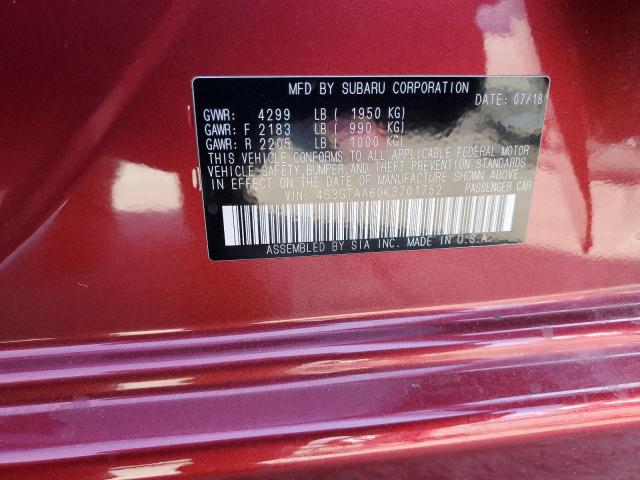 MFD BY SUBARU CORPORATION
DATE: 07/18
GVWR: 4299 LB ( 1950 KG)
GAWR: F 2183 LB ( 990 KG)
GAWR: R 2205 LB ( 1000 KG)
THIS VEHICLE CONFORMS TO ALL APPLICABLE FEDERAL MOTOR
VEHICLE SAFETY, BUMPER, AND THEFT PREVENTION STANDARDS
IN EFFECT ON THE DATE OF MANUFACTURE SHOWN ABOVE.
VIN: 4S3GTAA60K3701752 PASSENGER CAR
ASSEMBLED BY SIA INC. MADE IN U.S.A.